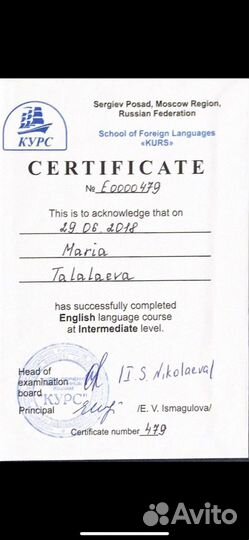 КУРС
Sergiev Posad, Moscow Region,
Russian Federation
School of Foreign Languages
«KURS»
CERTIFICATE
№ E0000479
This is to acknowledge that on
29 06 2018
Maria
Talalaeva
has successfully completed
English language course
at Intermediate level.
Head of
examination
board
/I.S. Nikolaeva/
"КУРС"
Principal /E. V. Ismagulova/
Certificate number 479
Avito